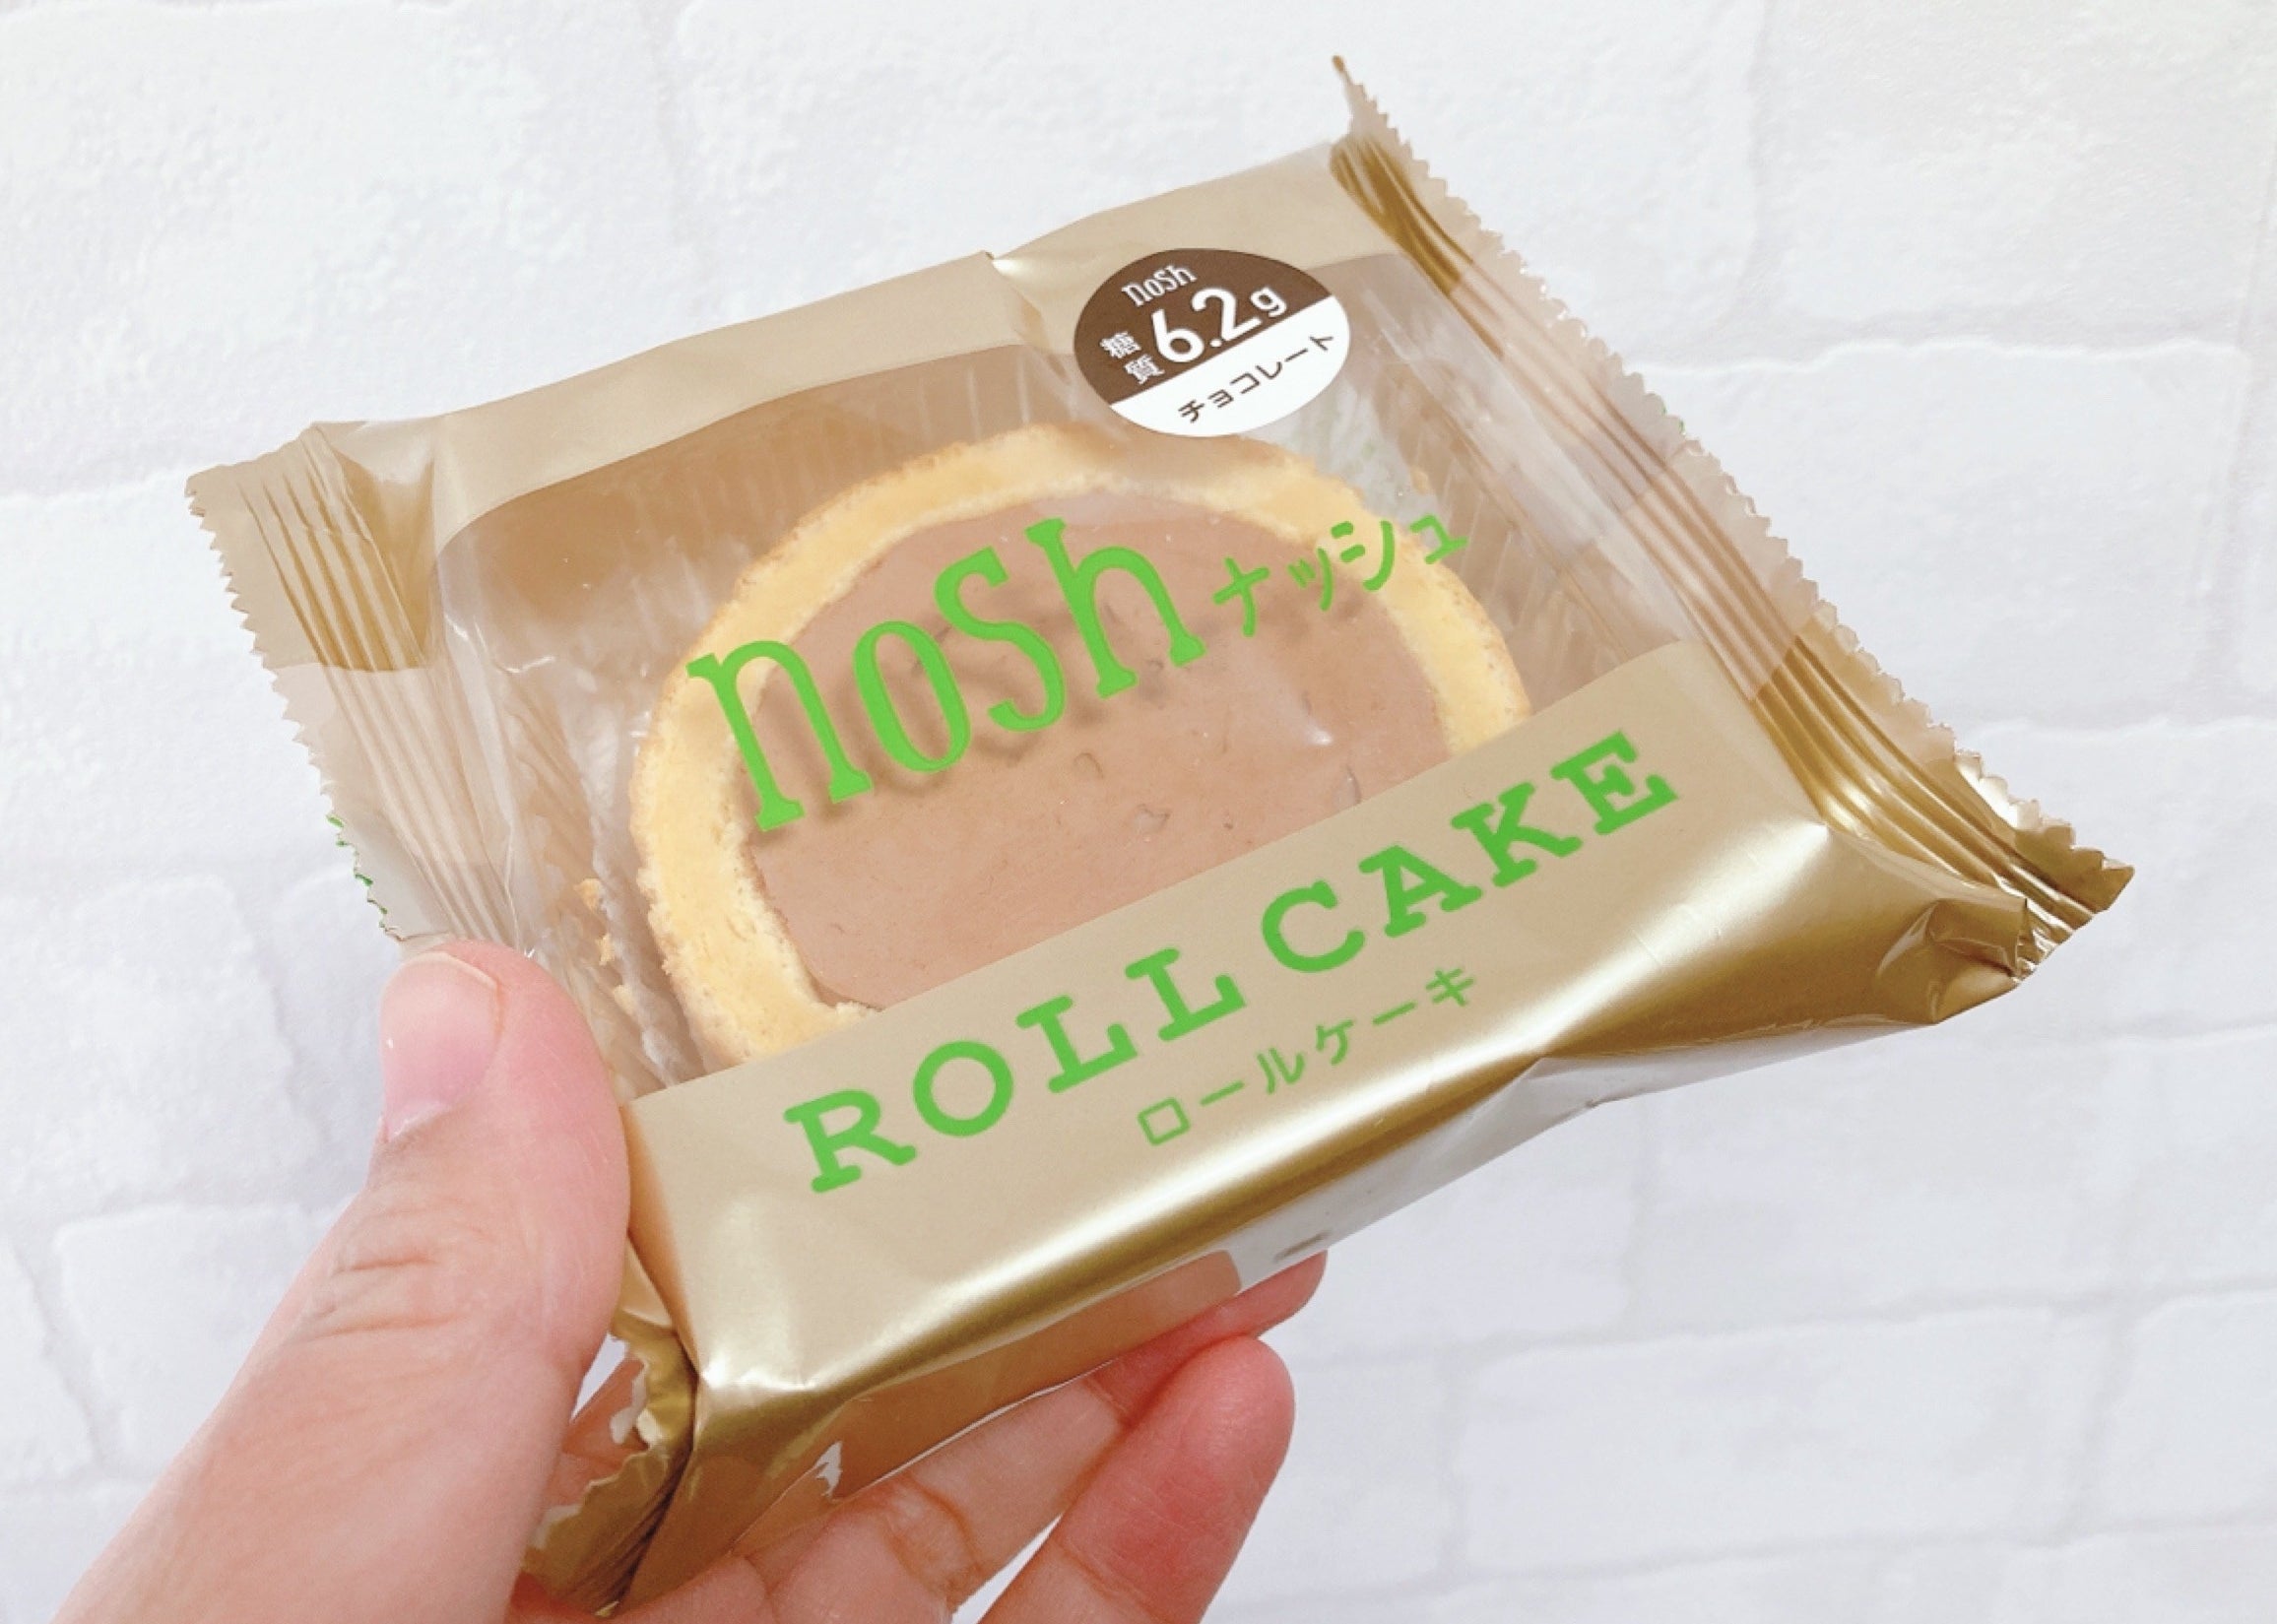 nosh
糖質 6.2g
チョコレート
nosh ナッシュ
ROLL CAKE
ロールケーキ